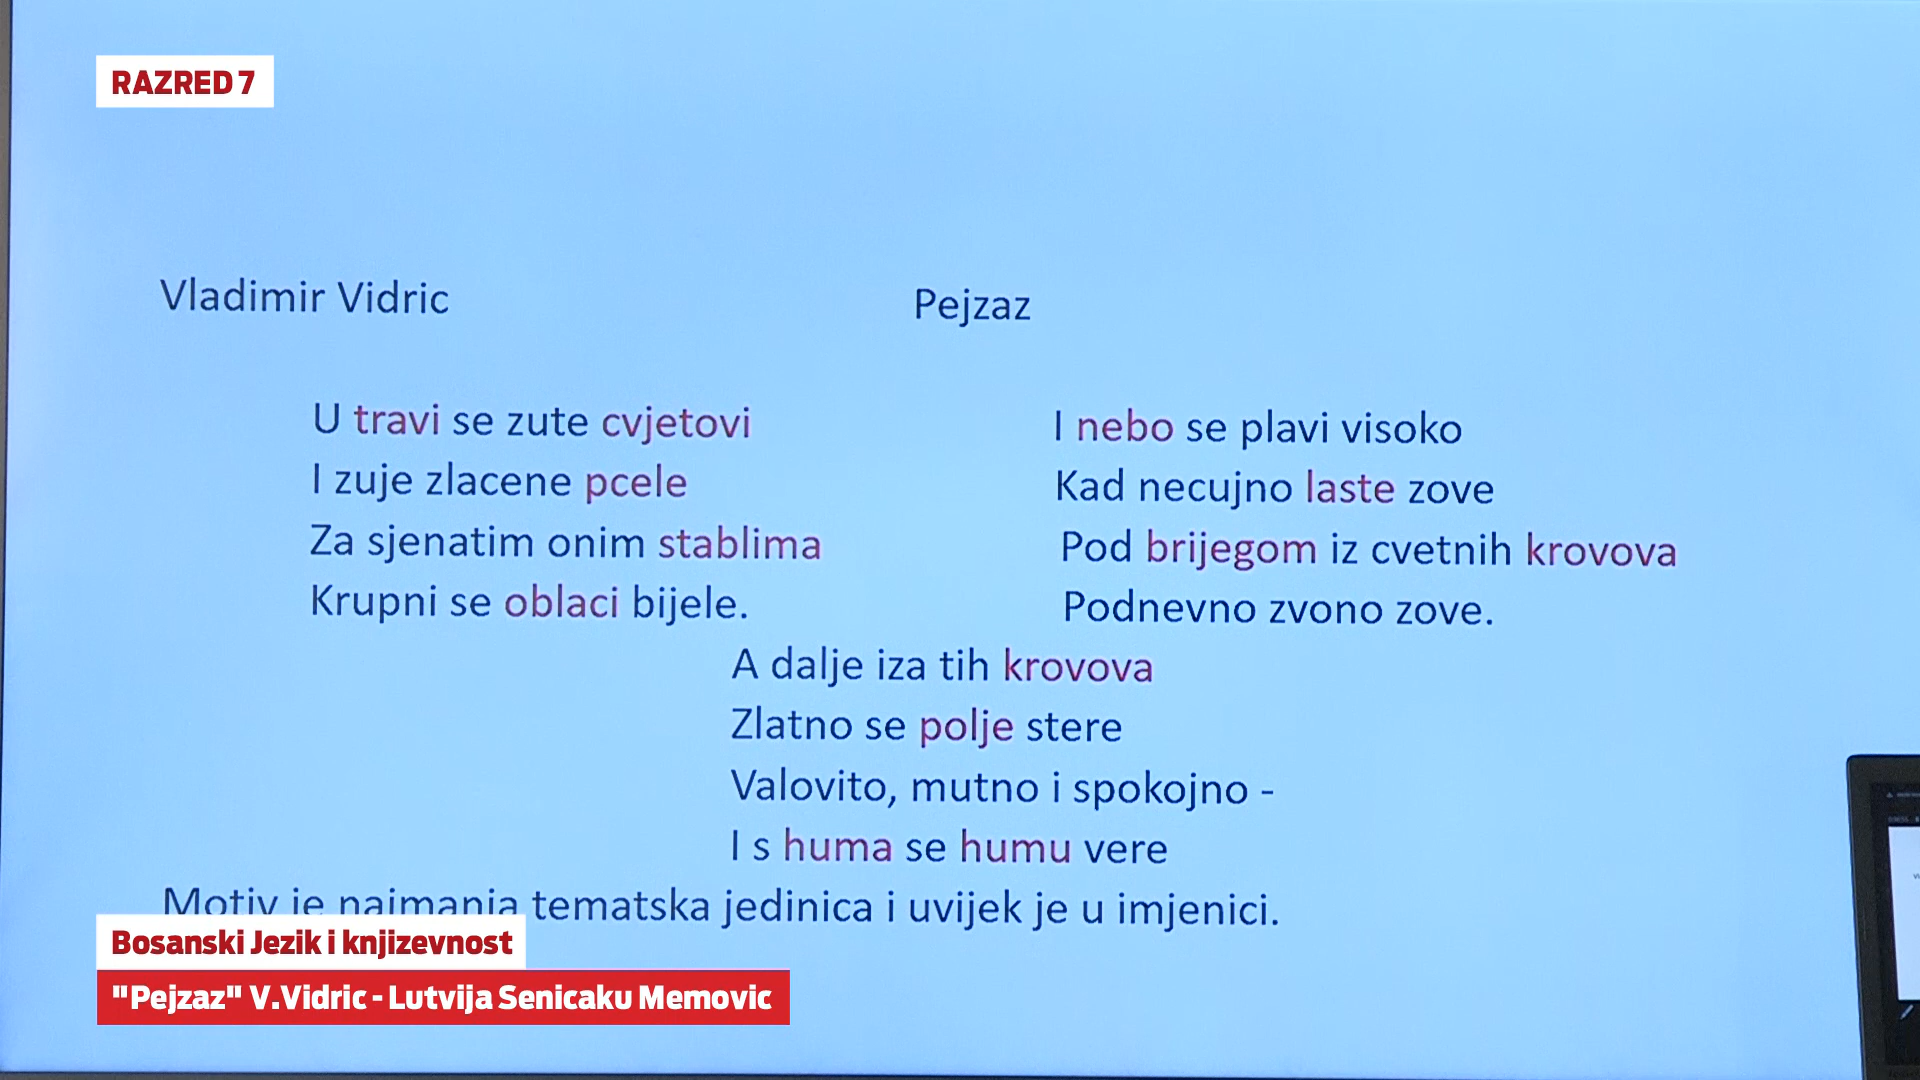 RAZRED 7
Vladimir Vidric
Pejzaz
U travi se zute cvjetovi
I zuje zlacene pcele
Za sjenatim onim stablima
Krupni se oblaci bijele.
I nebo se plavi visoko
Kad necujno laste zove
Pod brijegom iz cvetnih krovova
Podnevno zvono zove.
A dalje iza tih krovova
Zlatno se polje stere
Valovito, mutno i spokojno -
I s huma se humu vere
Motiv je najmanja tematska jedinica i uvijek je u imjenici.
Bosanski Jezik i knjizevnost
"Pejzaz" V.Vidric - Lutvija Senicaku Memovic